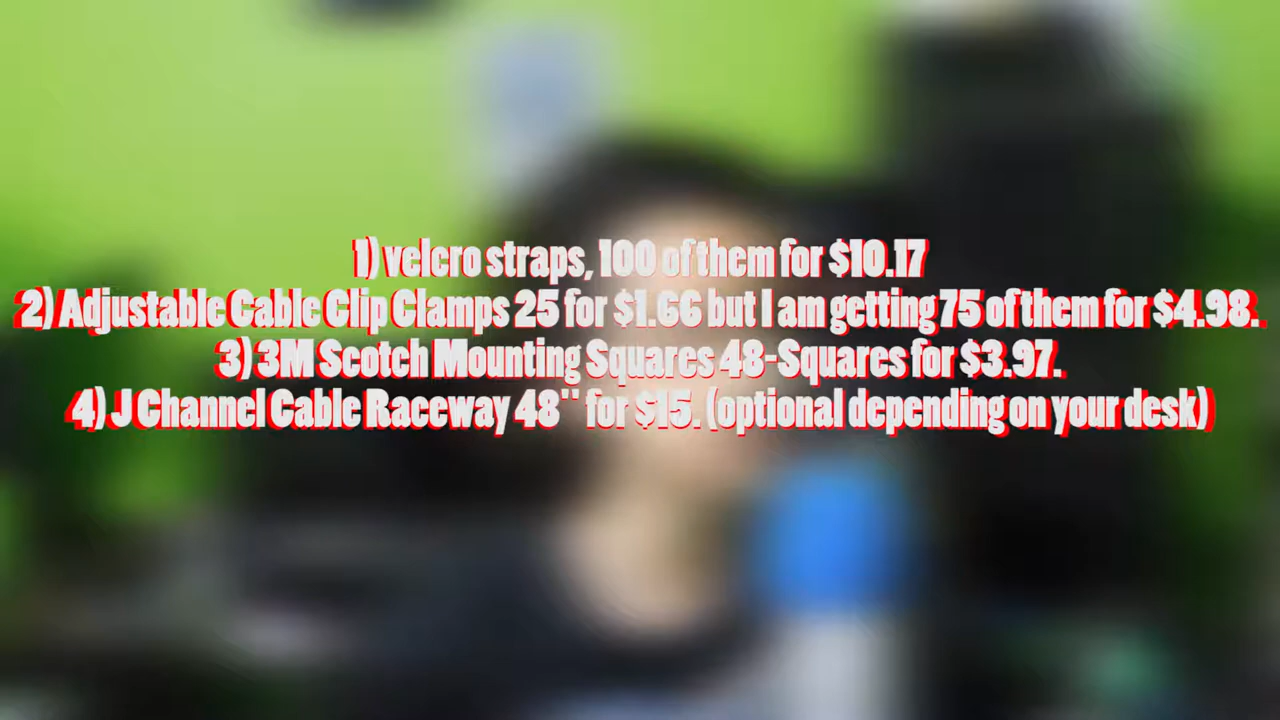 1) velcro straps, 100 of them for $10.17
2) Adjustable Cable Clip Clamps 25 for $1.66 but I am getting 75 of them for $4.98.
3) 3M Scotch Mounting Squares 48-Squares for $3.97.
4) J Channel Cable Raceway 48" for $15. (optional depending on your desk)